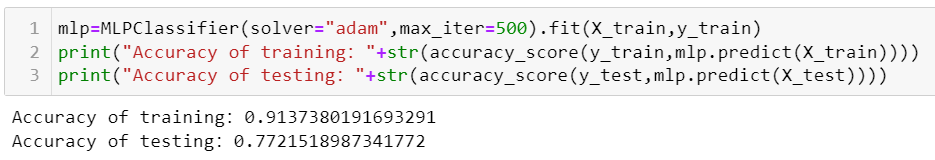 1 mlp=MLPClassifier(solver="adam",max_iter=500).fit(X_train,y_train)
2 print("Accuracy of training: "+str(accuracy_score(y_train,mlp.predict(X_train))))
3 print("Accuracy of testing: "+str(accuracy_score(y_test,mlp.predict(X_test))))
Accuracy of training: 0.9137380191693291
Accuracy of testing: 0.7721518987341772